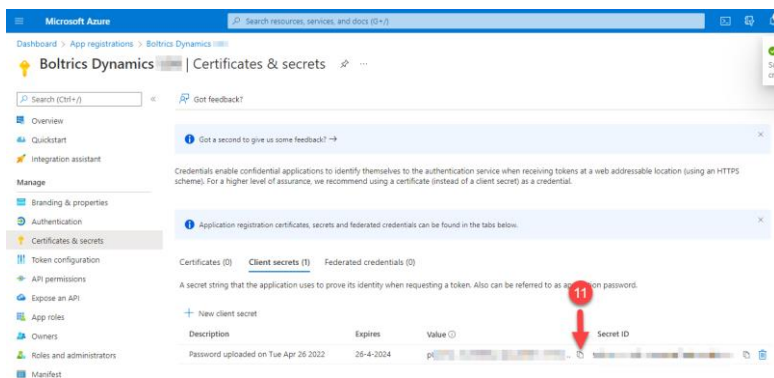 Microsoft Azure
Search resources, services, and docs (G+/)
Dashboard > App registrations > Boltrics Dynamics
Boltrics Dynamics | Certificates & secrets
Search (Ctrl+/)
Got feedback?
Overview
Quickstart
Integration assistant
Manage
Branding & properties
Authentication
Certificates & secrets
Token configuration
API permissions
Expose an API
App roles
Owners
Roles and administrators
Manifest
Got a second to give us some feedback?
Credentials enable confidential applications to identify themselves to the authentication service when receiving tokens at a web addressable location (using an HTTPS
scheme). For a higher level of assurance, we recommend using a certificate (instead of a client secret) as a credential.
Application registration certificates, secrets and federated credentials can be found in the tabs below.
Certificates (0) Client secrets (1) Federated credentials (0)
A secret string that the application uses to prove its identity when requesting a token. Also can be referred to as application password.
11
New client secret
Description Expires Value Secret ID
Password uploaded on Tue Apr 26 2022 26-4-2024